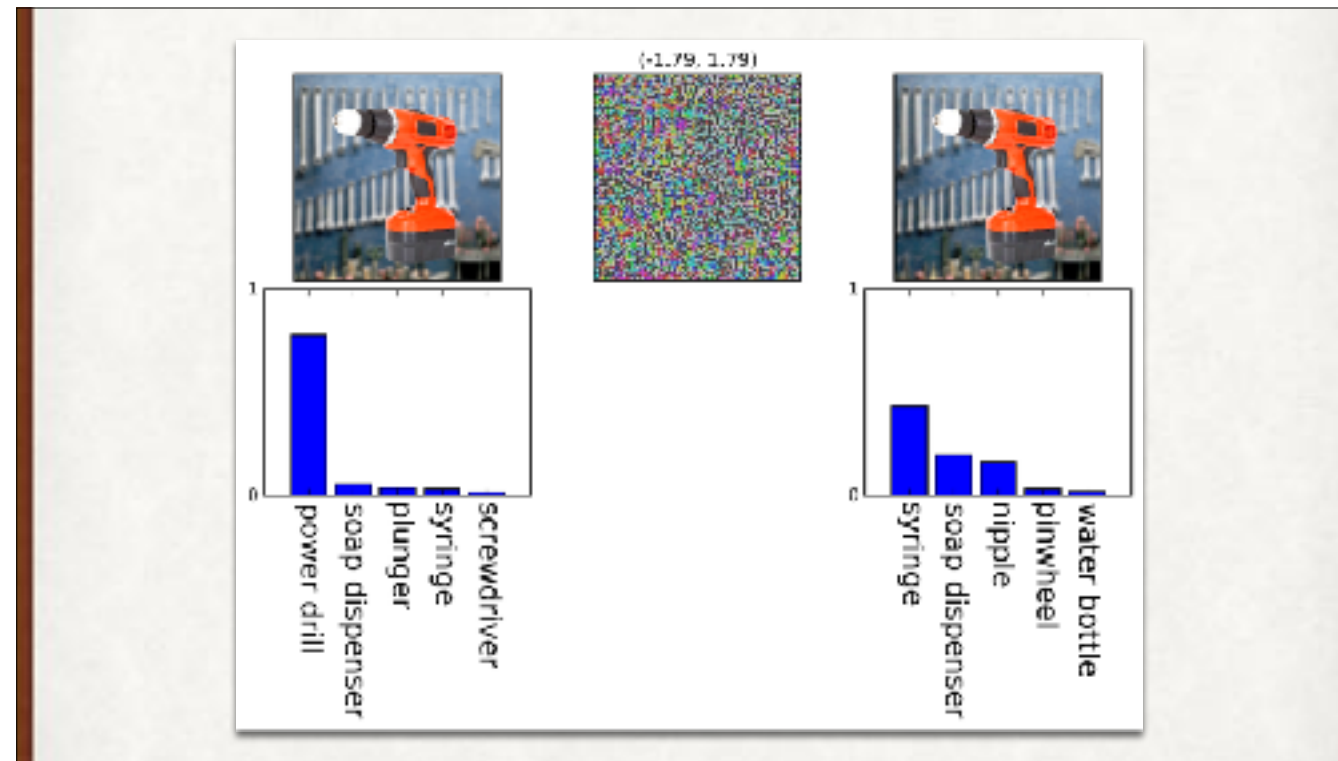 (-1.79, 1.79)
1
0
power drill
soap dispenser
plunger
syringe
screwdriver
1
0
syringe
soap dispenser
nipple
pinwheel
water bottle